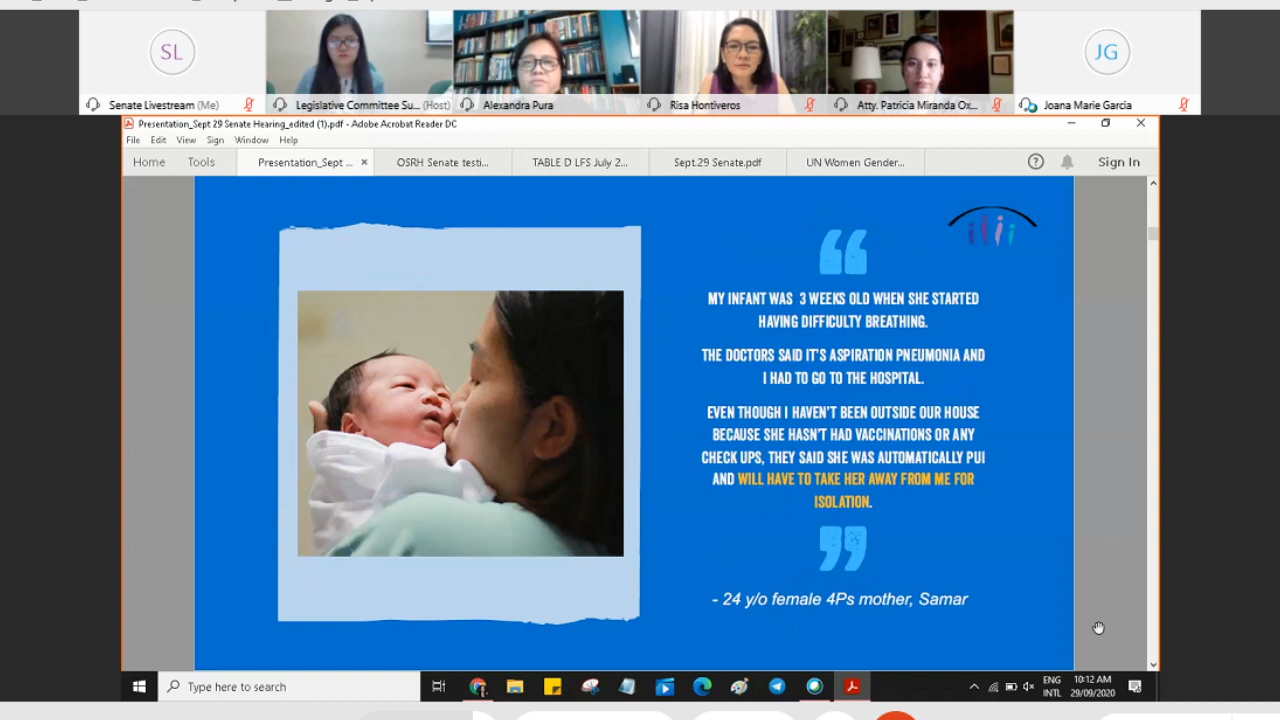 SL
JG
Senate Livestream (Me)
Legislative Committee Su... (Host)
Alexandra Pura
Risa Hontiveros
Atty. Patricia Miranda Ox...
Joana Marie Garcia
Presentation_Sept 29 Senate Hearing_edited (1).pdf - Adobe Acrobat Reader DC
File Edit View Sign Window Help
Home Tools Presentation_Sept ... × OSRH Senate testi... TABLE D LFS July 2... Sept.29 Senate.pdf UN Women Gender... Sign In
MY INFANT WAS 3 WEEKS OLD WHEN SHE STARTED
HAVING DIFFICULTY BREATHING.
THE DOCTORS SAID IT'S ASPIRATION PNEUMONIA AND
I HAD TO GO TO THE HOSPITAL.
EVEN THOUGH I HAVEN'T BEEN OUTSIDE OUR HOUSE
BECAUSE SHE HASN'T HAD VACCINATIONS OR ANY
CHECK UPS, THEY SAID SHE WAS AUTOMATICALLY PUI
AND WILL HAVE TO TAKE HER AWAY FROM ME FOR
ISOLATION.
- 24 y/o female 4Ps mother, Samar
Type here to search
ENG
INTL
10:12 AM
29/09/2020